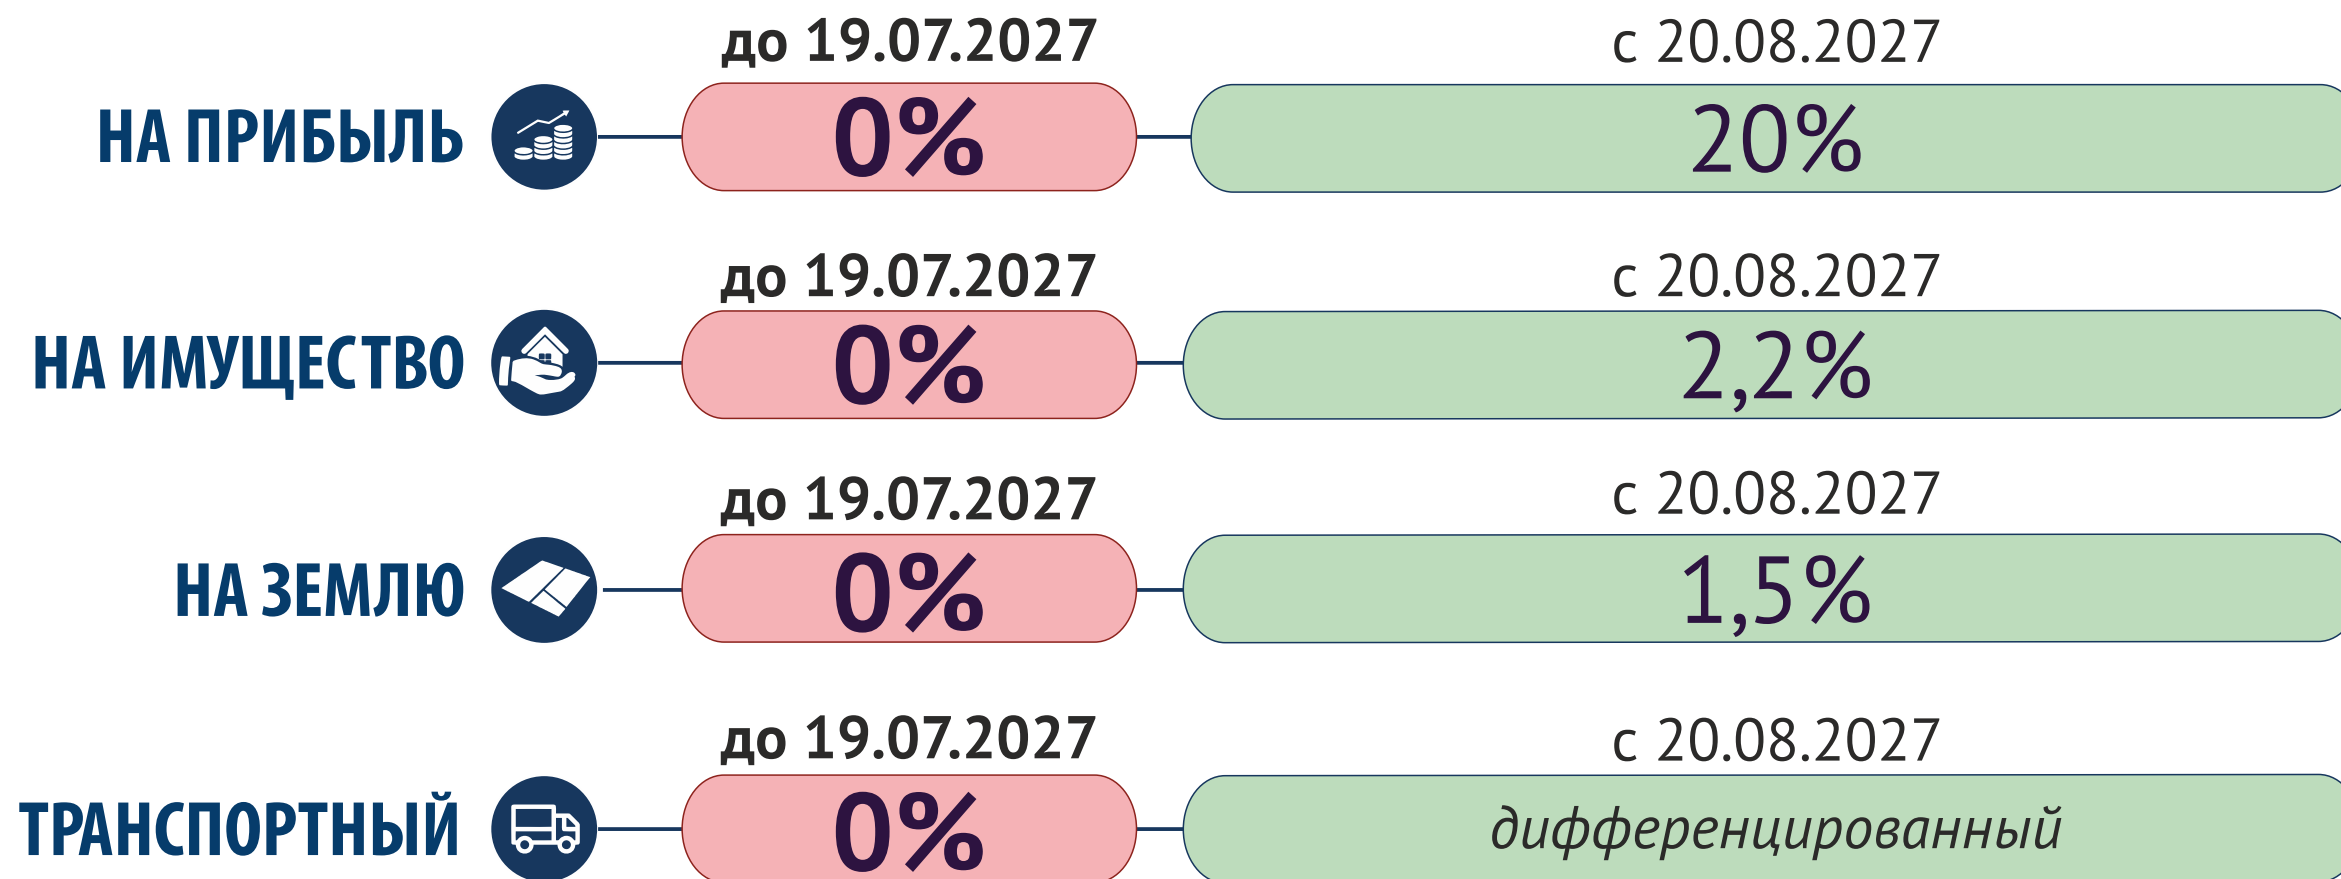 до 19.07.2027 с 20.08.2027
НА ПРИБЫЛЬ 0% 20%
до 19.07.2027 с 20.08.2027
НА ИМУЩЕСТВО 0% 2,2%
до 19.07.2027 с 20.08.2027
НА ЗЕМЛЮ 0% 1,5%
до 19.07.2027 с 20.08.2027
ТРАНСПОРТНЫЙ 0% дифференцированный